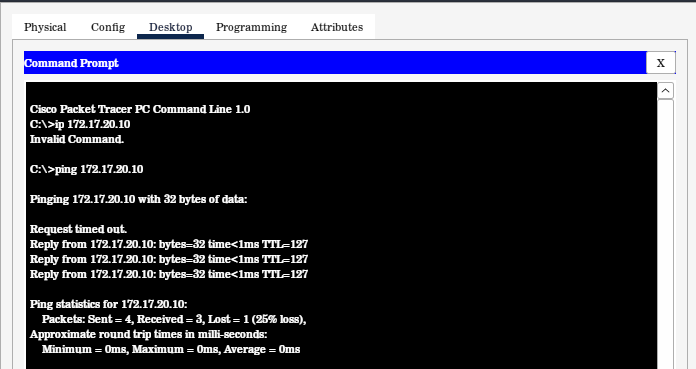 Physical Config Desktop Programming Attributes
Command Prompt X
Cisco Packet Tracer PC Command Line 1.0
C:\>ip 172.17.20.10
Invalid Command.
C:\>ping 172.17.20.10
Pinging 172.17.20.10 with 32 bytes of data:
Request timed out.
Reply from 172.17.20.10: bytes=32 time<1ms TTL=127
Reply from 172.17.20.10: bytes=32 time<1ms TTL=127
Reply from 172.17.20.10: bytes=32 time<1ms TTL=127
Ping statistics for 172.17.20.10:
Packets: Sent = 4, Received = 3, Lost = 1 (25% loss),
Approximate round trip times in milli-seconds:
Minimum = 0ms, Maximum = 0ms, Average = 0ms